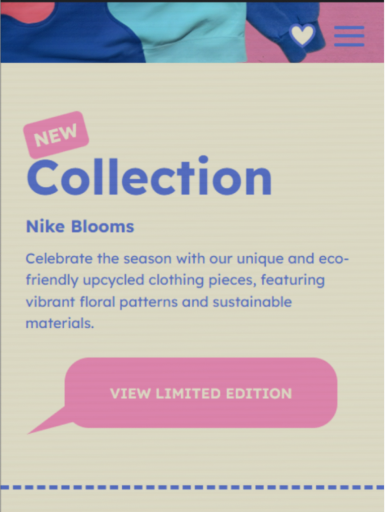 NEW
Collection
Nike Blooms
Celebrate the season with our unique and eco-
friendly upcycled clothing pieces, featuring
vibrant floral patterns and sustainable
materials.
VIEW LIMITED EDITION